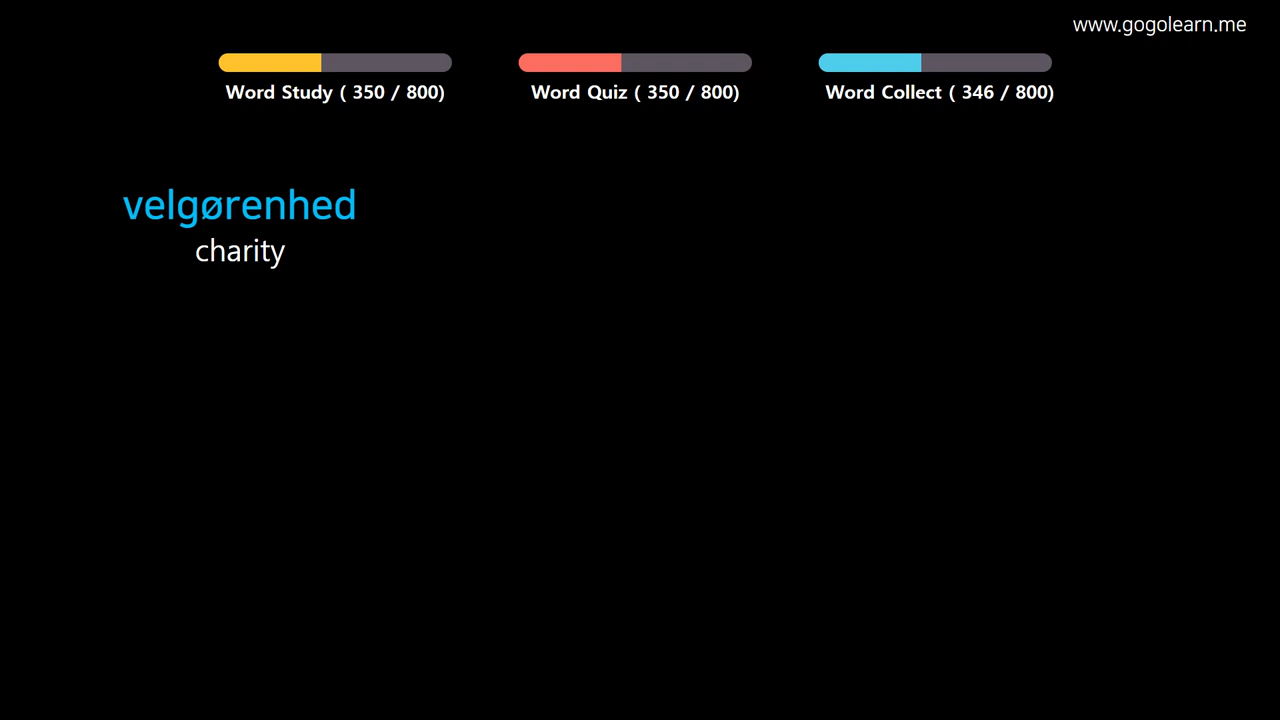 www.gogolearn.me
Word Study ( 350 / 800)
Word Quiz ( 350 / 800)
Word Collect ( 346 / 800)
velgørenhed
charity